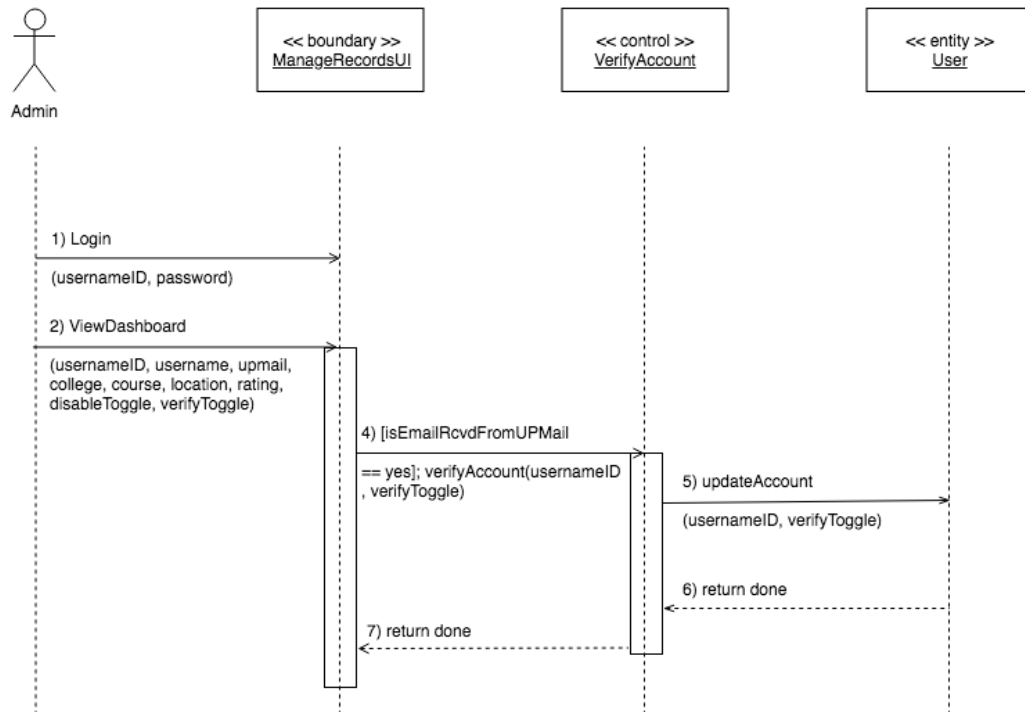 << boundary >>
ManageRecordsUI
<< control >>
VerifyAccount
<< entity >>
User
Admin
1) Login
(usernameID, password)
2) ViewDashboard
(usernameID, username, upmail,
college, course, location, rating,
disableToggle, verifyToggle)
4) [isEmailRcvdFromUPMail
== yes]; verifyAccount(usernameID
, verifyToggle)
5) updateAccount
(usernameID, verifyToggle)
6) return done
7) return done